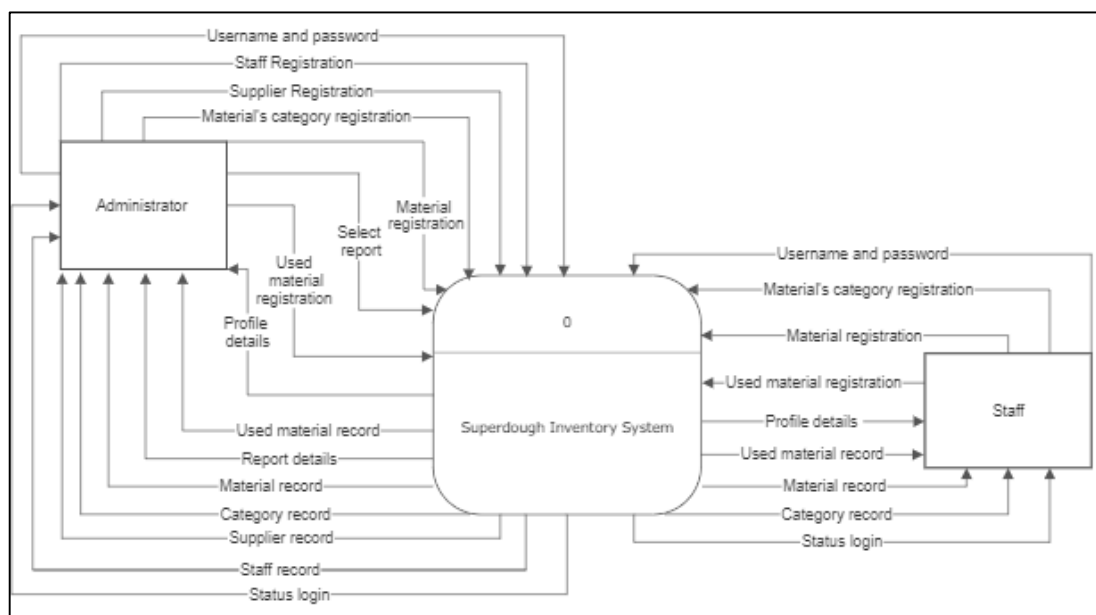 Username and password
Staff Registration
Supplier Registration
Material's category registration
Administrator
Material
registration
Select
report
Used
material
registration
Profile
details
0
Superdough Inventory System
Used material record
Report details
Material record
Category record
Supplier record
Staff record
Status login
Username and password
Material's category registration
Material registration
Used material registration
Staff
Profile details
Used material record
Material record
Category record
Status login